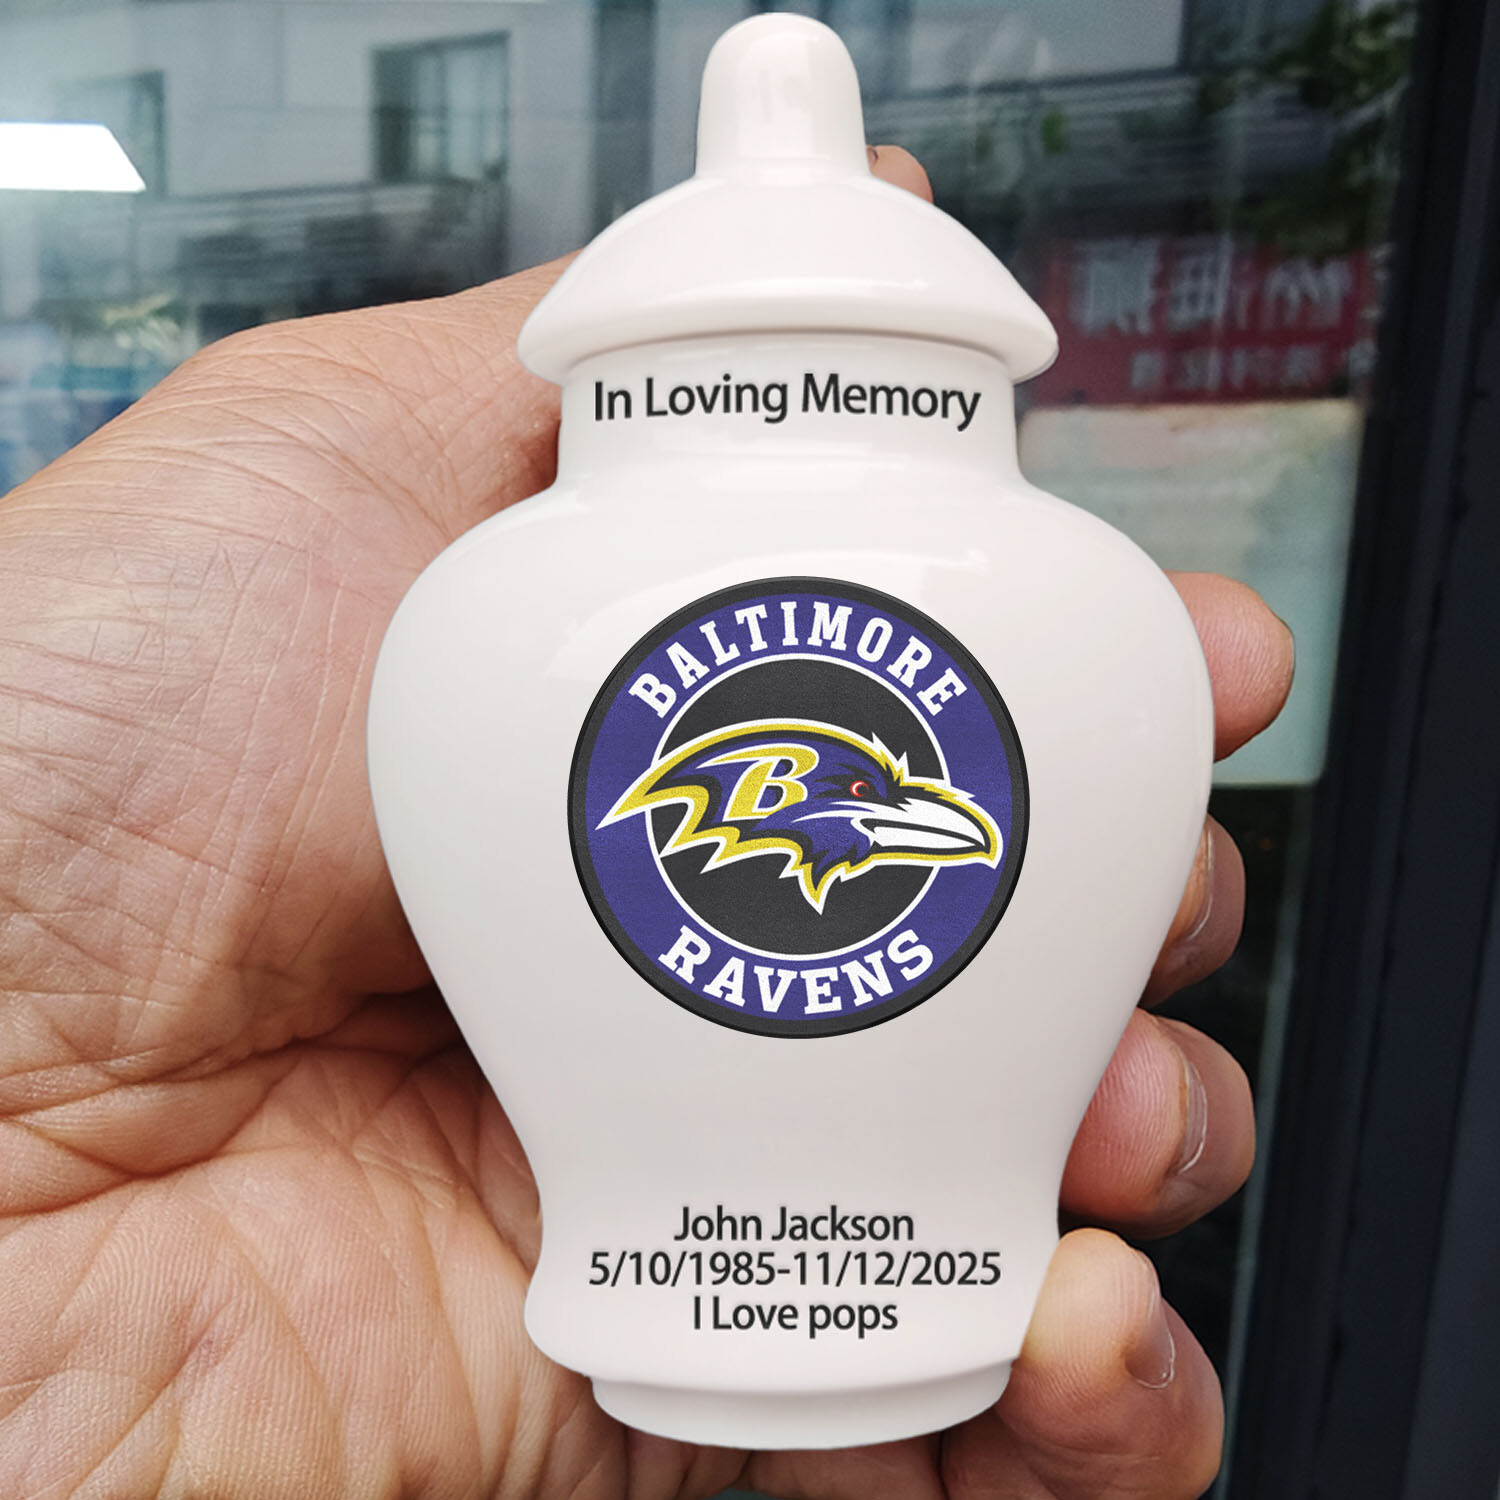 In Loving Memory
BALTIMORE
B
RAVENS
John Jackson
5/10/1985-11/12/2025
I Love pops